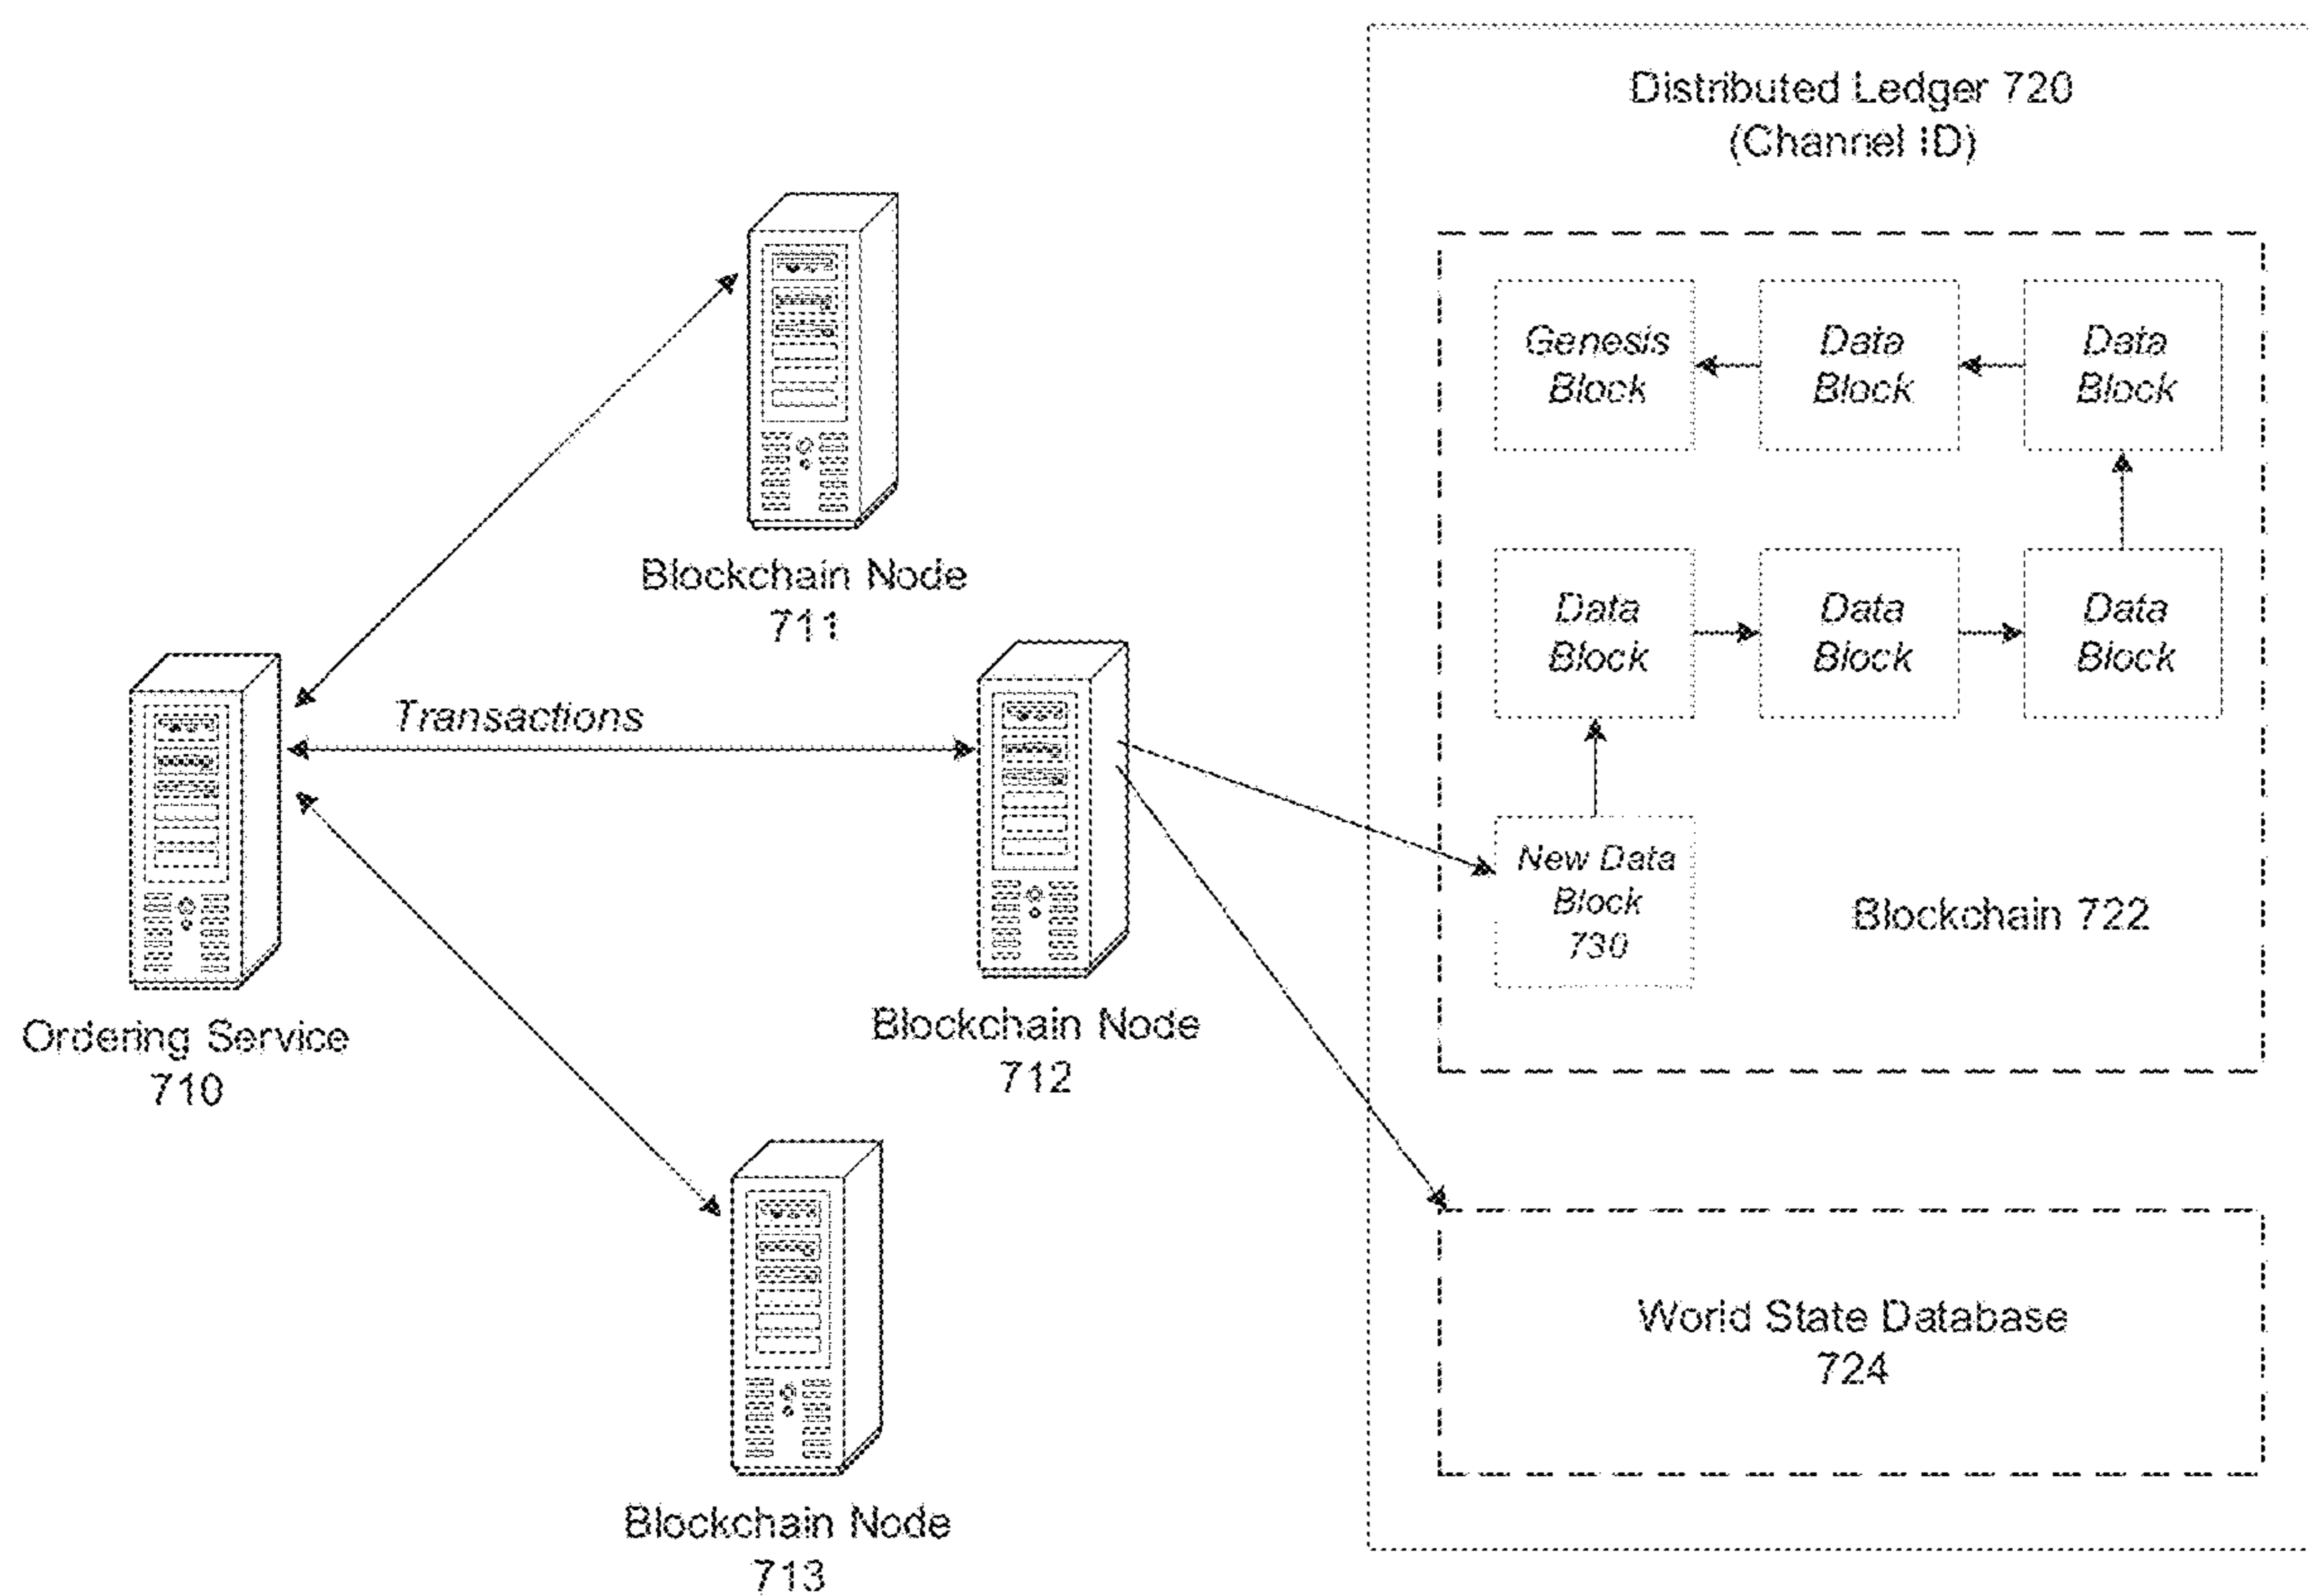 Distributed Ledger 720
(Channel ID)
Genesis
Block
Data
Block
Data
Block
Blockchain Node
711
Data
Block
Data
Block
Data
Block
Transactions
New Data
Block
730
Blockchain 722
Ordering Service
710
Blockchain Node
712
World State Database
724
Blockchain Node
713